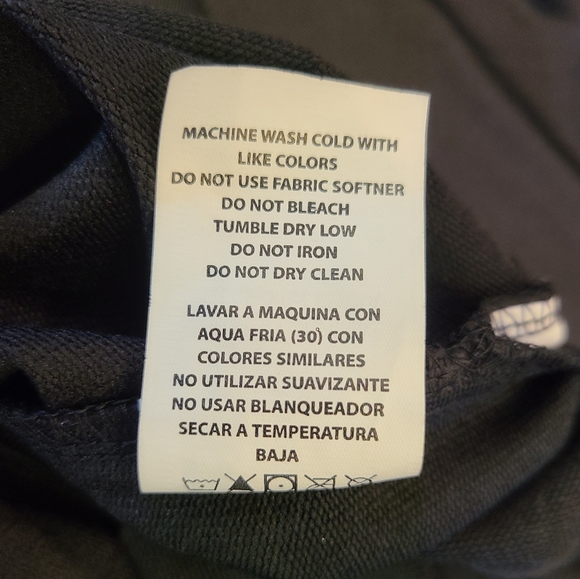 MACHINE WASH COLD WITH
LIKE COLORS
DO NOT USE FABRIC SOFTNER
DO NOT BLEACH
TUMBLE DRY LOW
DO NOT IRON
DO NOT DRY CLEAN
LAVAR A MAQUINA CON
AQUA FRIA (30°) CON
COLORES SIMILARES
NO UTILIZAR SUAVIZANTE
NO USAR BLANQUEADOR
SECAR A TEMPERATURA
BAJA